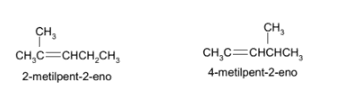 CH₃
CH₃C=CHCH₂CH₃
2-metilpent-2-eno
CH₃
CH₃C=CHCHCH₃
4-metilpent-2-eno